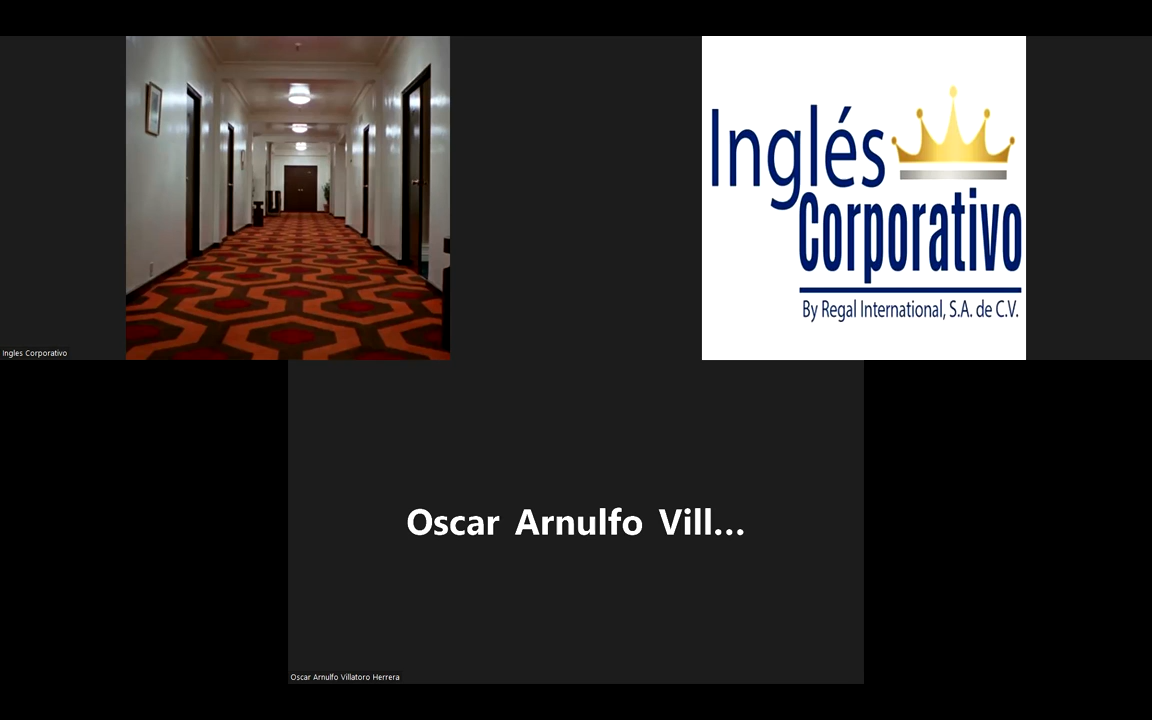 Inglés
Corporativo
By Regal International, S.A. de C.V.
Ingles Corporativo
Oscar Arnulfo Vill...
Oscar Arnulfo Villatoro Herrera